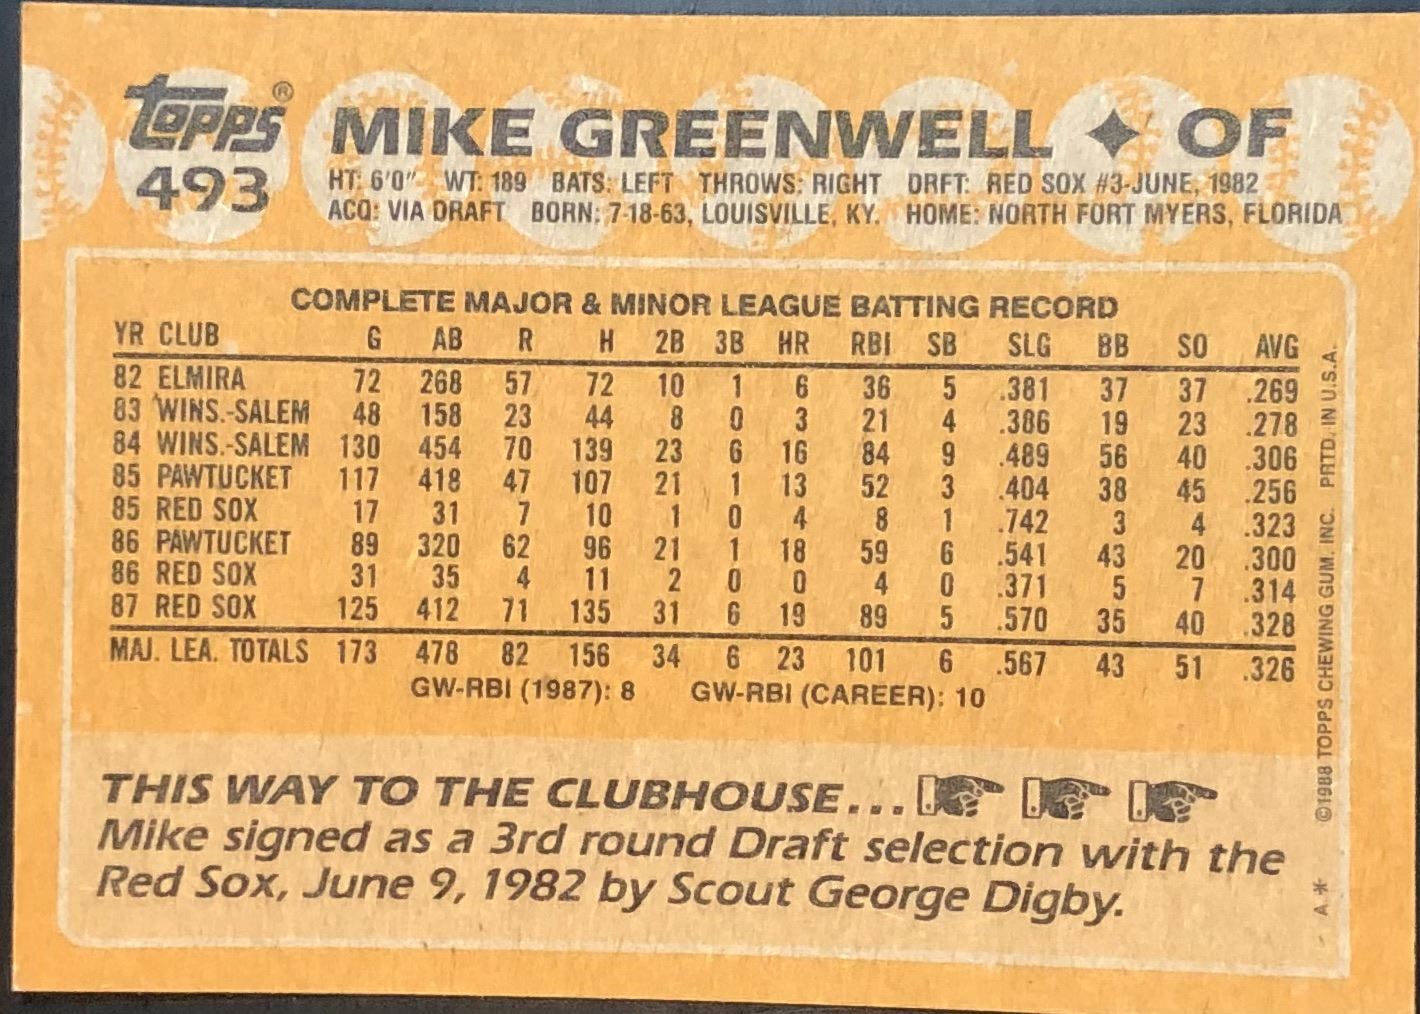 topps®
493
MIKE GREENWELL ✦ OF
HT: 6'0" WT: 189 BATS: LEFT THROWS: RIGHT DRFT: RED SOX #3-JUNE, 1982
ACQ: VIA DRAFT BORN: 7-18-63, LOUISVILLE, KY. HOME: NORTH FORT MYERS, FLORIDA
COMPLETE MAJOR & MINOR LEAGUE BATTING RECORD
YR CLUB G AB R H 2B 3B HR RBI SB SLG BB SO AVG
82 ELMIRA 72 268 57 72 10 1 6 36 5 .381 37 37 .269
83 WINS.-SALEM 48 158 23 44 8 0 3 21 4 .386 19 23 .278
84 WINS.-SALEM 130 454 70 139 23 6 16 84 9 .489 56 40 .306
85 PAWTUCKET 117 418 47 107 21 1 13 52 3 .404 38 45 .256
85 RED SOX 17 31 7 10 1 0 4 8 1 .742 3 4 .323
86 PAWTUCKET 89 320 62 96 21 1 18 59 6 .541 43 20 .300
86 RED SOX 31 35 4 11 2 0 0 4 0 .371 5 7 .314
87 RED SOX 125 412 71 135 31 6 19 89 5 .570 35 40 .328
MAJ. LEA. TOTALS 173 478 82 156 34 6 23 101 6 .567 43 51 .326
GW-RBI (1987): 8 GW-RBI (CAREER): 10
THIS WAY TO THE CLUBHOUSE...
Mike signed as a 3rd round Draft selection with the
Red Sox, June 9, 1982 by Scout George Digby.
A* ©1988 TOPPS CHEWING GUM, INC. PRTD. IN U.S.A.